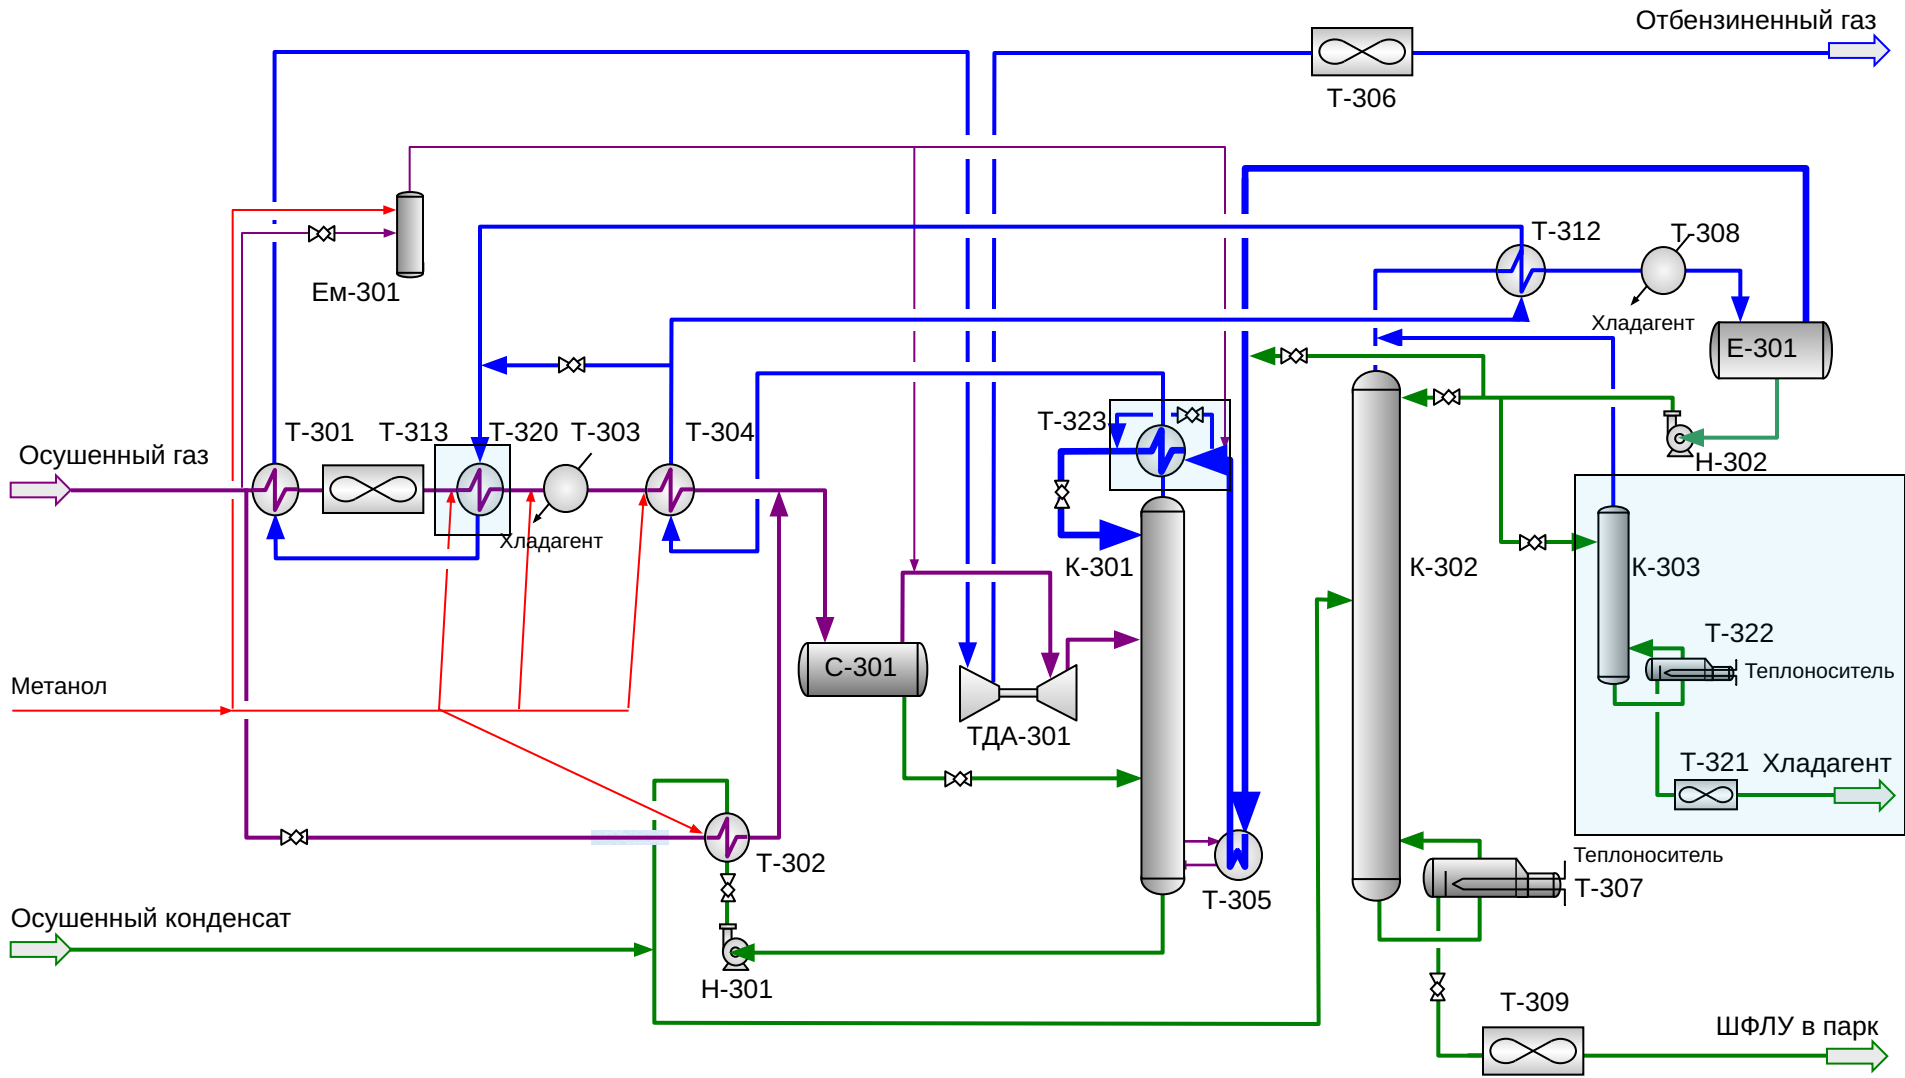 Отбензиненный газ
Т-306
Т-312
Т-308
Ем-301
Хладагент
Е-301
Т-323
Т-301
Т-313
Т-320
Т-303
Т-304
Осушенный газ
Н-302
Хладагент
К-301
К-302
К-303
Т-322
С-301
Теплоноситель
Метанол
ТДА-301
Т-321
Хладагент
Т-302
Теплоноситель
Т-307
Т-305
Осушенный конденсат
Н-301
Т-309
ШФЛУ в парк